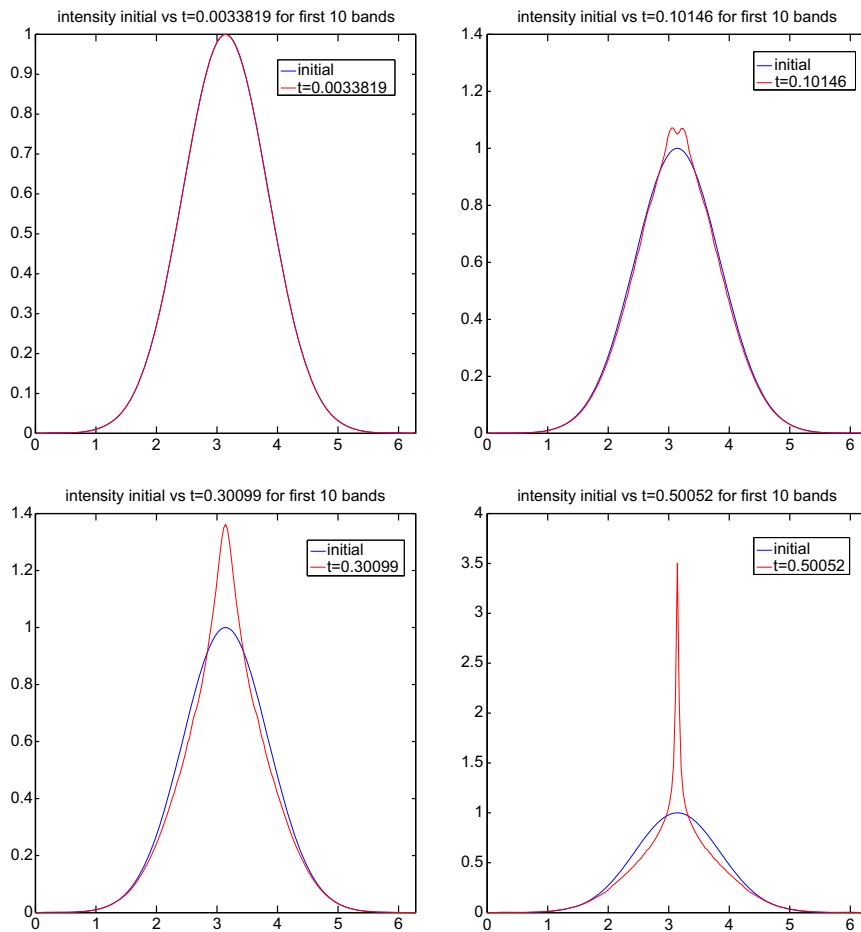 intensity initial vs t=0.0033819 for first 10 bands
1
0.9
0.8
0.7
0.6
0.5
0.4
0.3
0.2
0.1
0
0 1 2 3 4 5 6
initial
t=0.0033819
intensity initial vs t=0.10146 for first 10 bands
1.4
1.2
1
0.8
0.6
0.4
0.2
0
0 1 2 3 4 5 6
initial
t=0.10146
intensity initial vs t=0.30099 for first 10 bands
1.4
1.2
1
0.8
0.6
0.4
0.2
0
0 1 2 3 4 5 6
initial
t=0.30099
intensity initial vs t=0.50052 for first 10 bands
4
3.5
3
2.5
2
1.5
1
0.5
0
0 1 2 3 4 5 6
initial
t=0.50052